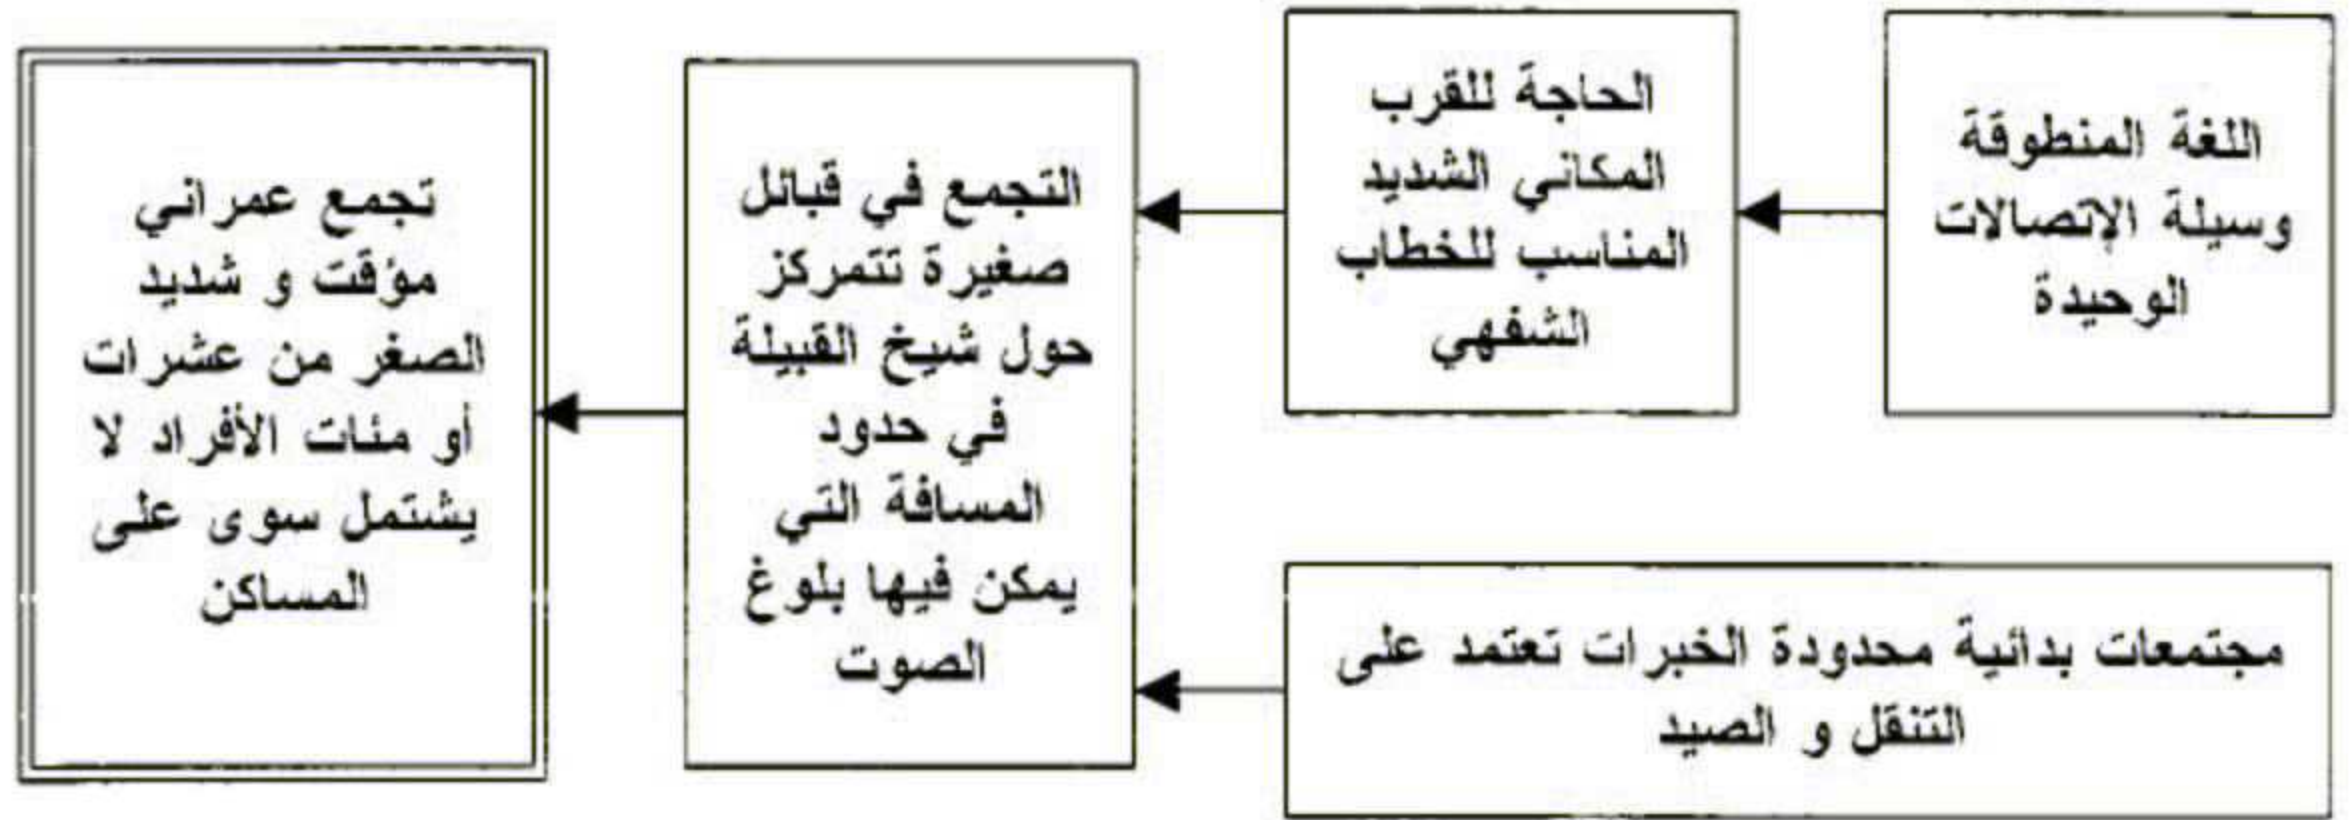 اللغة المنطوقة
وسيلة الإتصالات
الوحيدة
الحاجة للقرب
المكاني الشديد
المناسب للخطاب
الشفهي
مجتمعات بدائية محدودة الخبرات تعتمد على
التنقل و الصيد
التجمع في قبائل
صغيرة تتمركز
حول شيخ القبيلة
في حدود
المسافة التي
يمكن فيها بلوغ
الصوت
تجمع عمراني
مؤقت و شديد
الصغر من عشرات
أو مئات الأفراد لا
يشتمل سوى على
المساكن